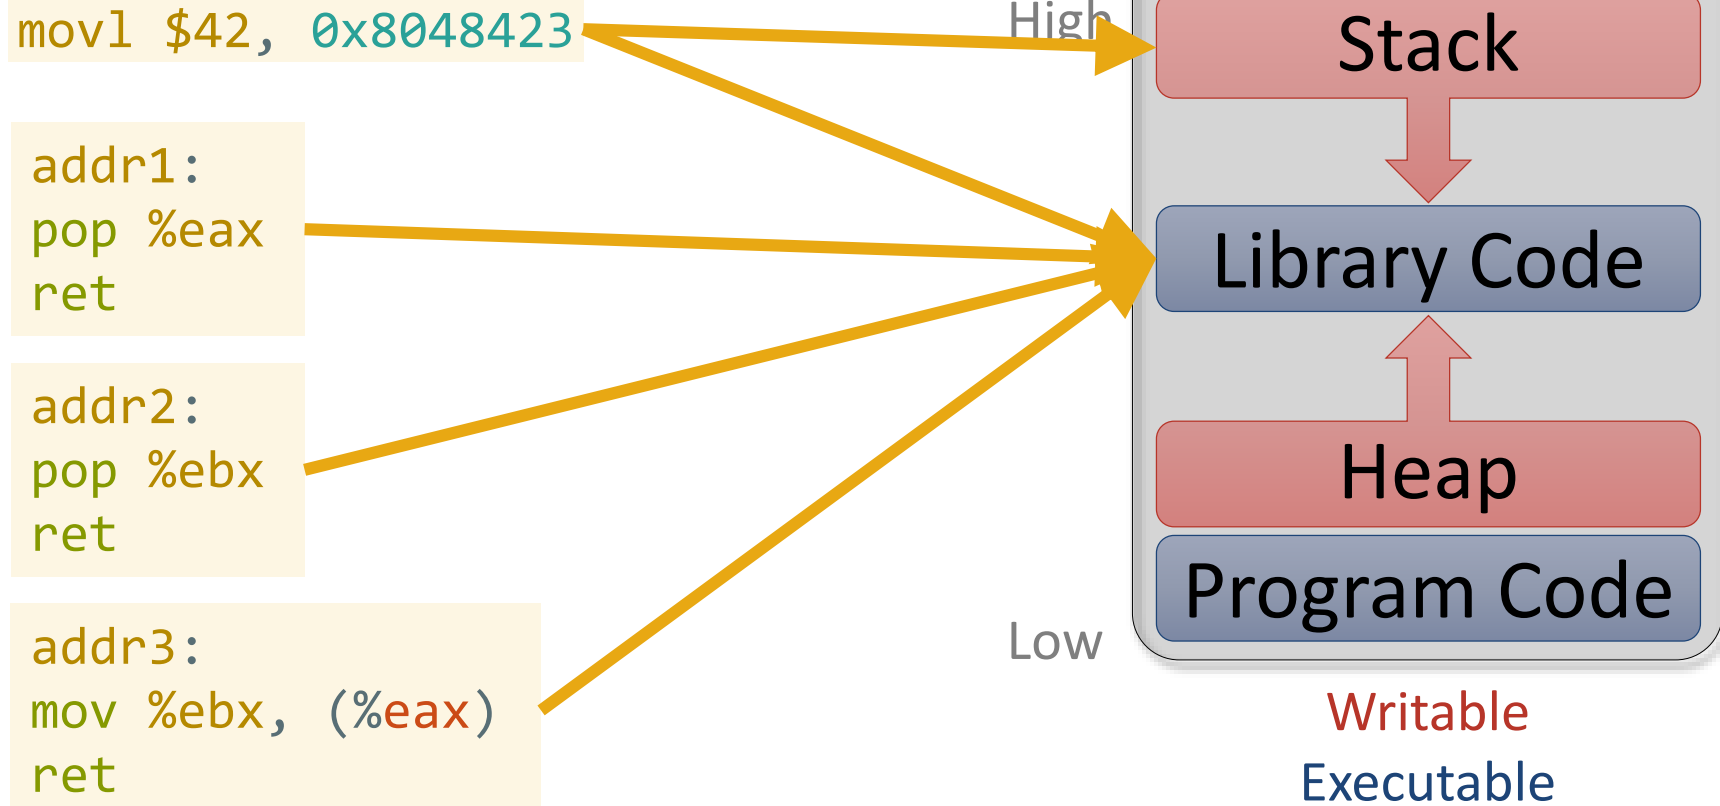 movl $42, 0x8048423
addr1:
pop %eax
ret
addr2:
pop %ebx
ret
addr3:
mov %ebx, (%eax)
ret
High
Stack
Library Code
Heap
Program Code
Low
Writable
Executable